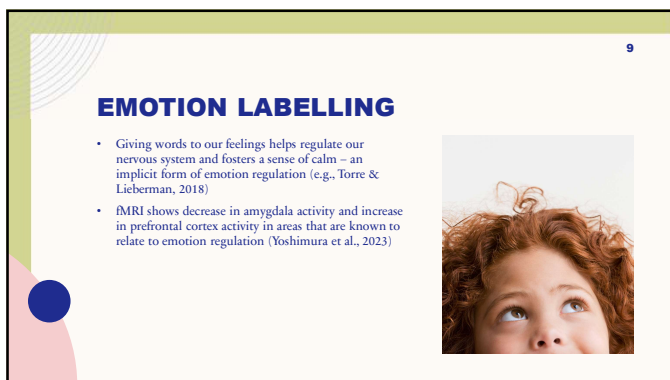 9
EMOTION LABELLING
• Giving words to our feelings helps regulate our
nervous system and fosters a sense of calm – an
implicit form of emotion regulation (e.g., Torre &
Lieberman, 2018)
• fMRI shows decrease in amygdala activity and increase
in prefrontal cortex activity in areas that are known to
relate to emotion regulation (Yoshimura et al., 2023)